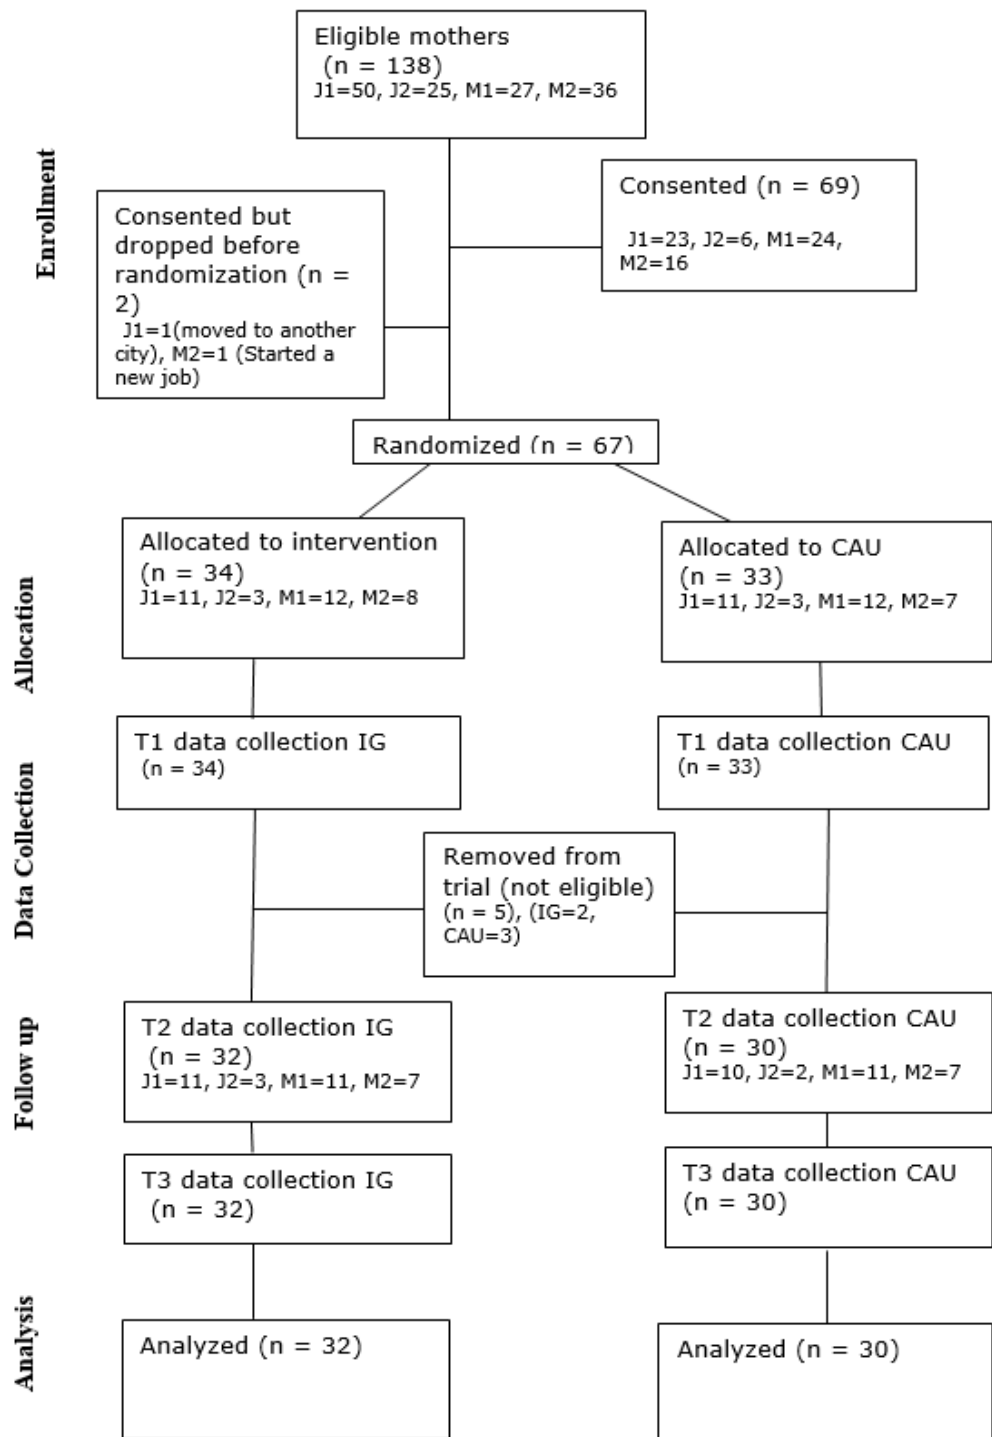 Eligible mothers
(n = 138)
J1=50, J2=25, M1=27, M2=36
Enrollment
Consented (n = 69)
J1=23, J2=6, M1=24,
M2=16
Consented but
dropped before
randomization (n =
2)
J1=1(moved to another
city), M2=1 (Started a
new job)
Randomized (n = 67)
Allocation
Allocated to intervention
(n = 34)
J1=11, J2=3, M1=12, M2=8
Allocated to CAU
(n = 33)
J1=11, J2=3, M1=12, M2=7
Data Collection
T1 data collection IG
(n = 34)
T1 data collection CAU
(n = 33)
Removed from
trial (not eligible)
(n = 5), (IG=2,
CAU=3)
Follow up
T2 data collection IG
(n = 32)
J1=11, J2=3, M1=11, M2=7
T2 data collection CAU
(n = 30)
J1=10, J2=2, M1=11, M2=7
T3 data collection IG
(n = 32)
T3 data collection CAU
(n = 30)
Analysis
Analyzed (n = 32)
Analyzed (n = 30)